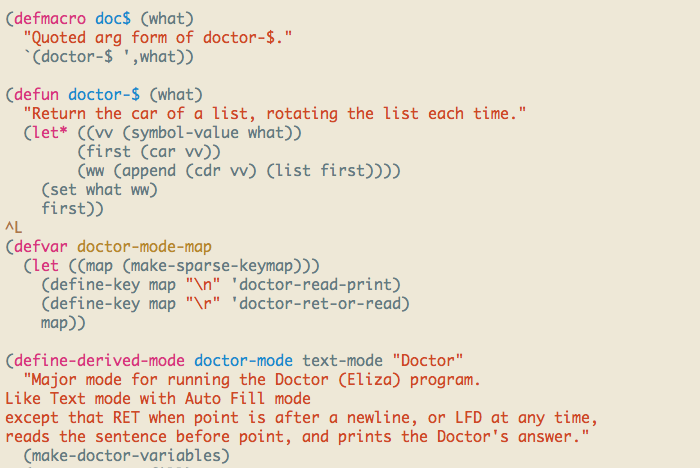 (defmacro doc$ (what)
  "Quoted arg form of doctor-$."
  `(doctor-$ ',what))

(defun doctor-$ (what)
  "Return the car of a list, rotating the list each time."
  (let* ((vv (symbol-value what))
        (first (car vv))
        (ww (append (cdr vv) (list first))))
    (set what ww)
    first))
^L
(defvar doctor-mode-map
  (let ((map (make-sparse-keymap)))
    (define-key map "\n" 'doctor-read-print)
    (define-key map "\r" 'doctor-ret-or-read)
    map))

(define-derived-mode doctor-mode text-mode "Doctor"
  "Major mode for running the Doctor (Eliza) program.
Like Text mode with Auto Fill mode
except that RET when point is after a newline, or LFD at any time,
reads the sentence before point, and prints the Doctor's answer."
  (make-doctor-variables)